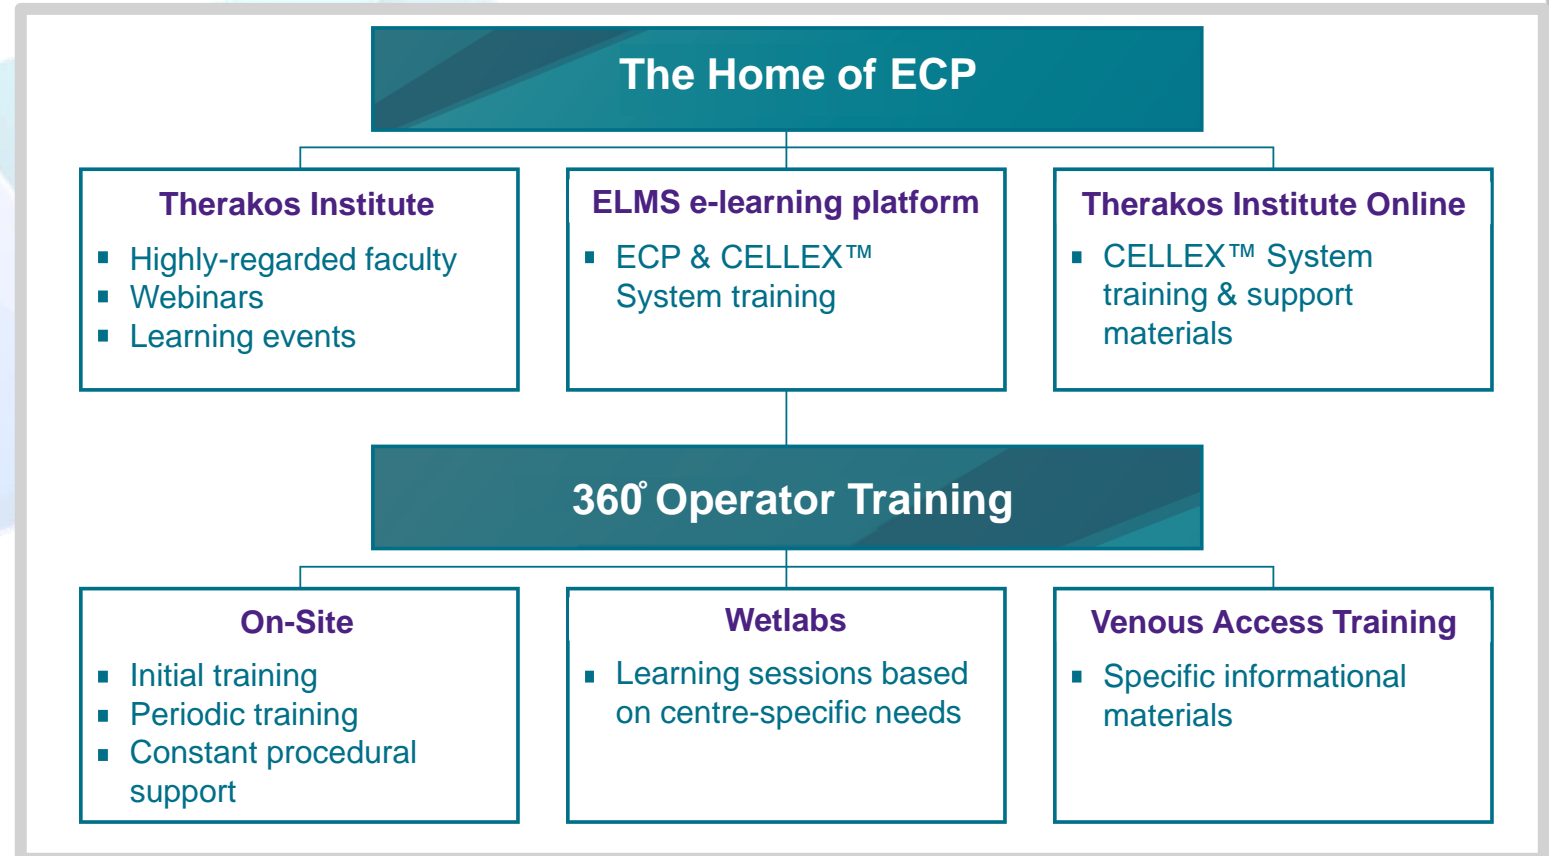 The Home of ECP
Therakos Institute
▪ Highly-regarded faculty
▪ Webinars
▪ Learning events
ELMS e-learning platform
▪ ECP & CELLEX™
System training
Therakos Institute Online
▪ CELLEX™ System
training & support
materials
360° Operator Training
On-Site
▪ Initial training
▪ Periodic training
▪ Constant procedural
support
Wetlabs
▪ Learning sessions based
on centre-specific needs
Venous Access Training
▪ Specific informational
materials